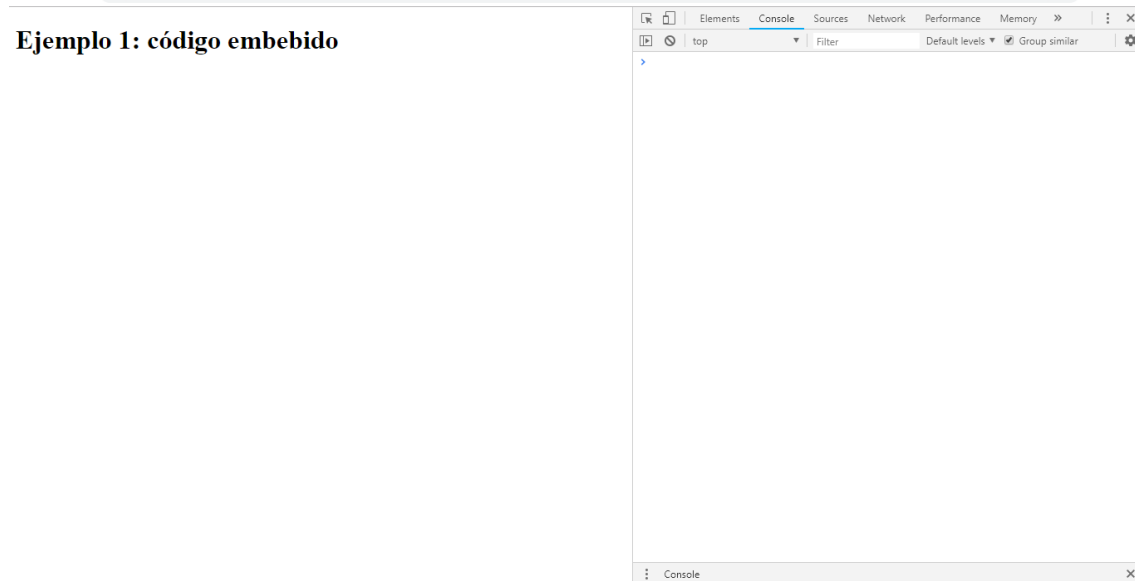 Ejemplo 1: código embebido
Elements Console Sources Network Performance Memory »
top Filter Default levels Group similar
Console